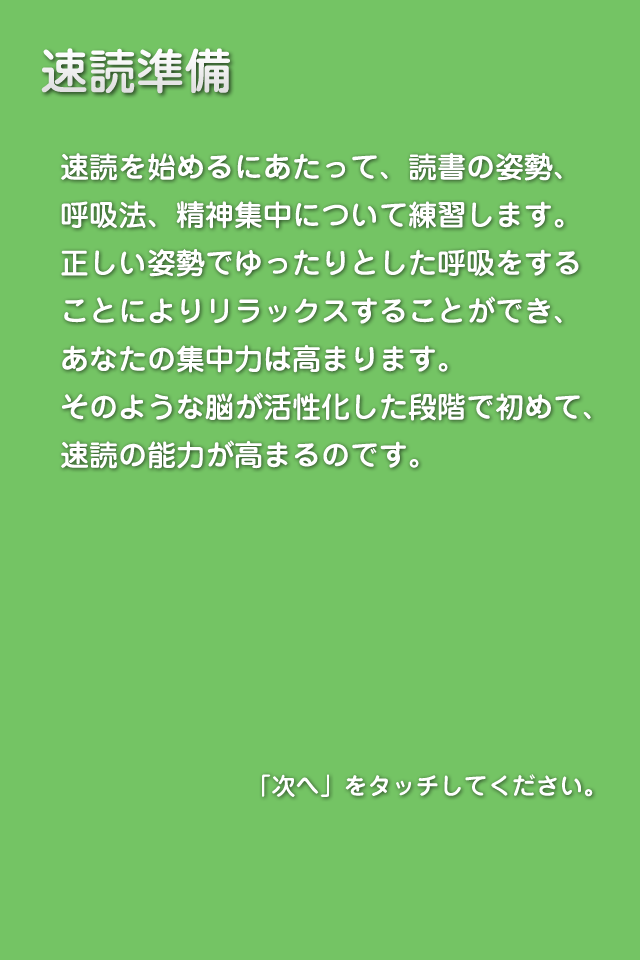 速読準備
速読を始めるにあたって、読書の姿勢、
呼吸法、精神集中について練習します。
正しい姿勢でゆったりとした呼吸をする
ことによりリラックスすることができ、
あなたの集中力は高まります。
そのような脳が活性化した段階で初めて、
速読の能力が高まるのです。
「次へ」をタッチしてください。